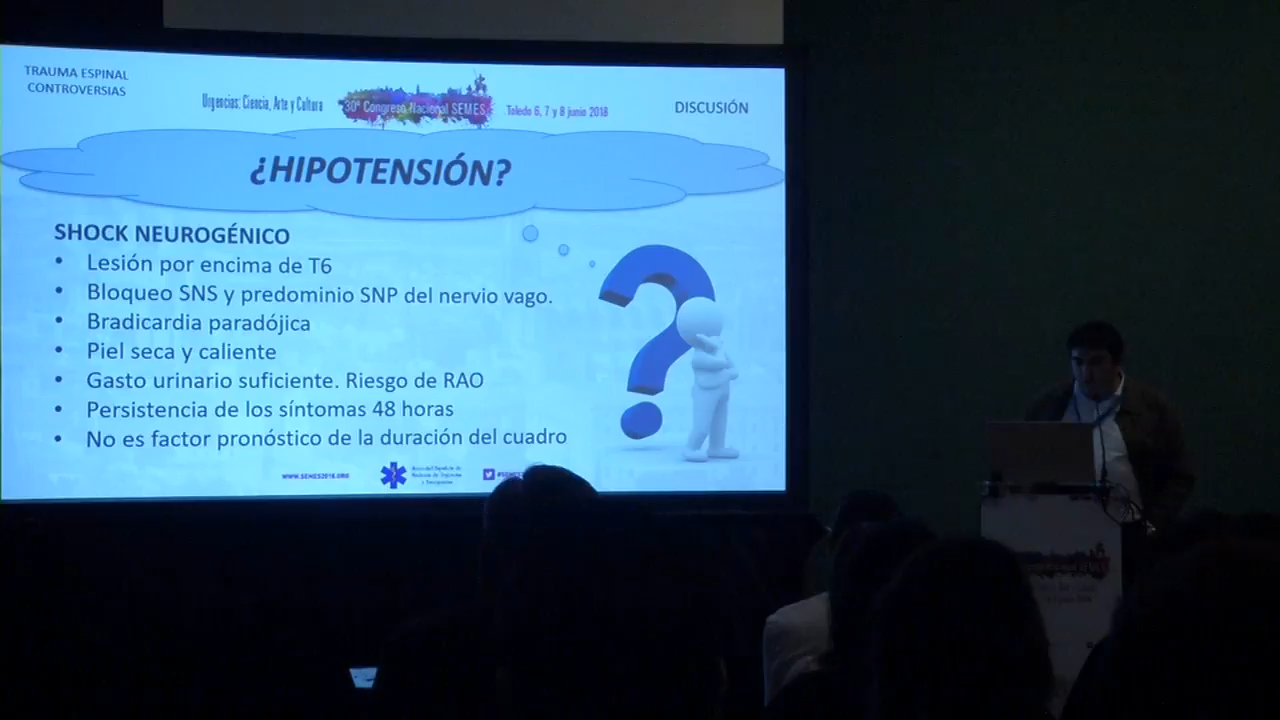 TRAUMA ESPINAL
CONTROVERSIAS
Urgencias: Ciencia, Arte y Cultura
30º Congreso Nacional SEMES
Toledo 6, 7 y 8 junio 2018
DISCUSIÓN
¿HIPOTENSIÓN?
SHOCK NEUROGÉNICO
• Lesión por encima de T6
• Bloqueo SNS y predominio SNP del nervio vago.
• Bradicardia paradójica
• Piel seca y caliente
• Gasto urinario suficiente. Riesgo de RAO
• Persistencia de los síntomas 48 horas
• No es factor pronóstico de la duración del cuadro
WWW.SEMES2018.ORG
Nacional SEMES